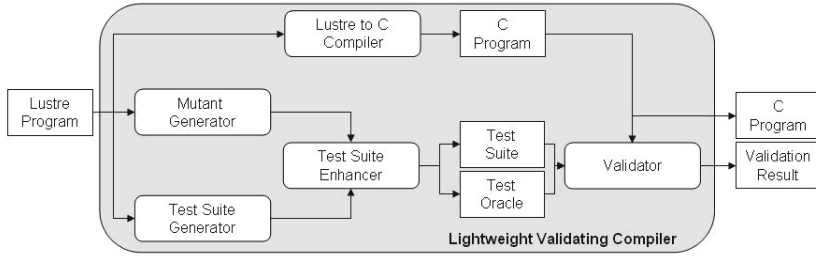 Lustre to C
Compiler
C
Program
Lustre
Program
Mutant
Generator
C
Program
Test Suite
Enhancer
Test
Suite
Test
Oracle
Validator
Validation
Result
Test Suite
Generator
Lightweight Validating Compiler